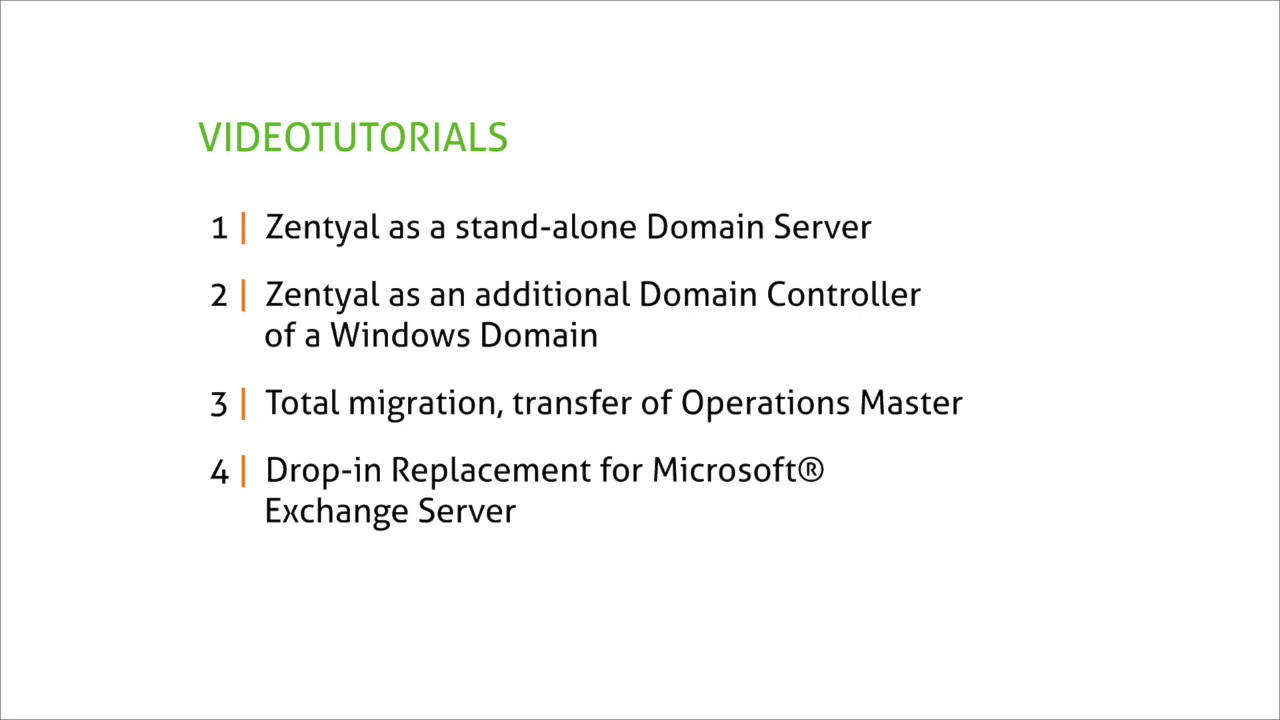 VIDEOTUTORIALS
1 | Zentyal as a stand-alone Domain Server
2 | Zentyal as an additional Domain Controller
of a Windows Domain
3 | Total migration, transfer of Operations Master
4 | Drop-in Replacement for Microsoft®
Exchange Server